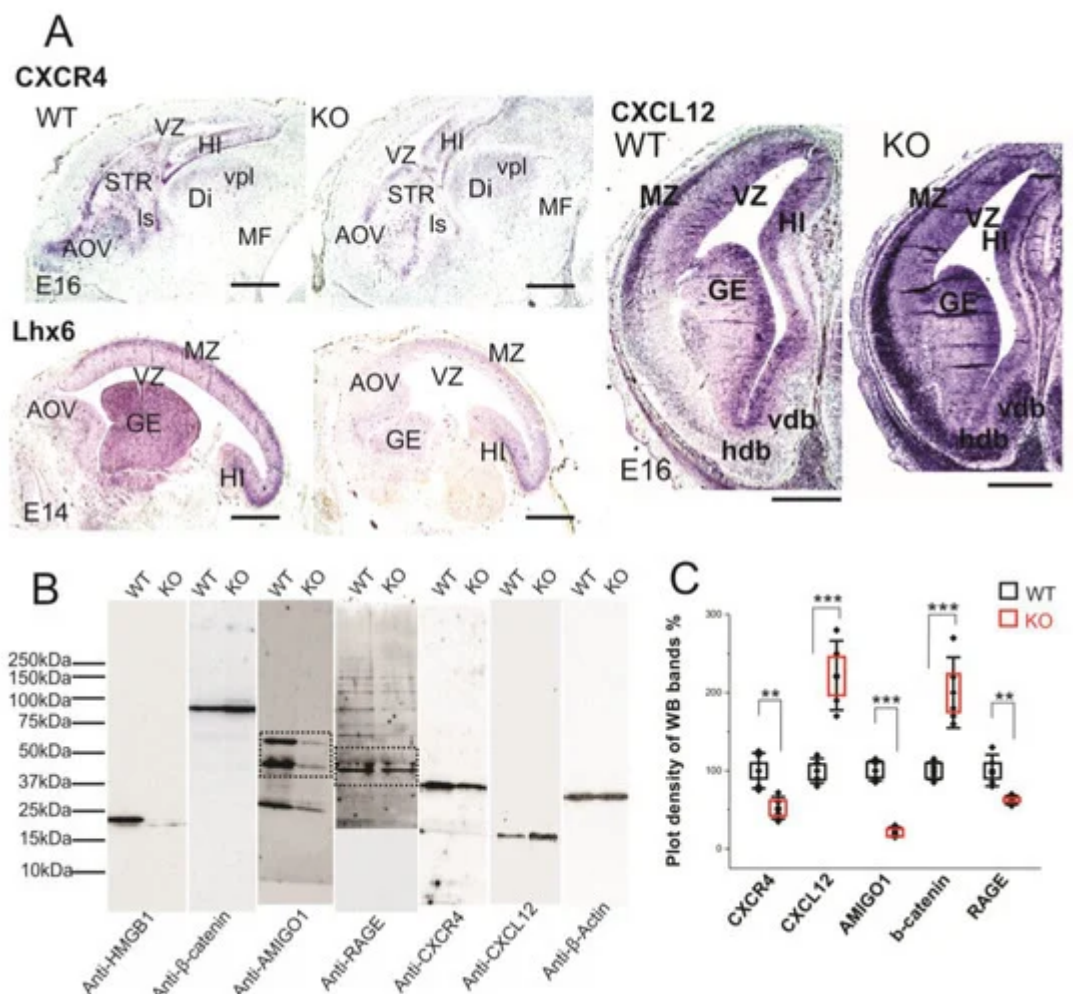 A
CXCR4
WT
VZ
HI
STR
Di
vpl
ls
AOV
MF
E16
KO
VZ
HI
STR
Di
vpl
ls
AOV
MF
CXCL12
WT
MZ
VZ
HI
GE
vdb
hdb
E16
KO
MZ
VZ
HI
GE
vdb
hdb
Lhx6
MZ
VZ
AOV
GE
HI
E14
MZ
AOV
VZ
GE
HI
B
WT KO WT KO WT KO WT KO WT KO WT KO WT KO
250kDa
150kDa
100kDa
75kDa
50kDa
37kDa
25kDa
15kDa
10kDa
Anti-HMGB1
Anti-β-catenin
Anti-AMIGO1
Anti-RAGE
Anti-CXCR4
Anti-CXCL12
Anti-β-Actin
C
WT
KO
Plot density of WB bands %
300
200
100
0
**
***
***
***
**
CXCR4
CXCL12
AMIGO1
b-catenin
RAGE